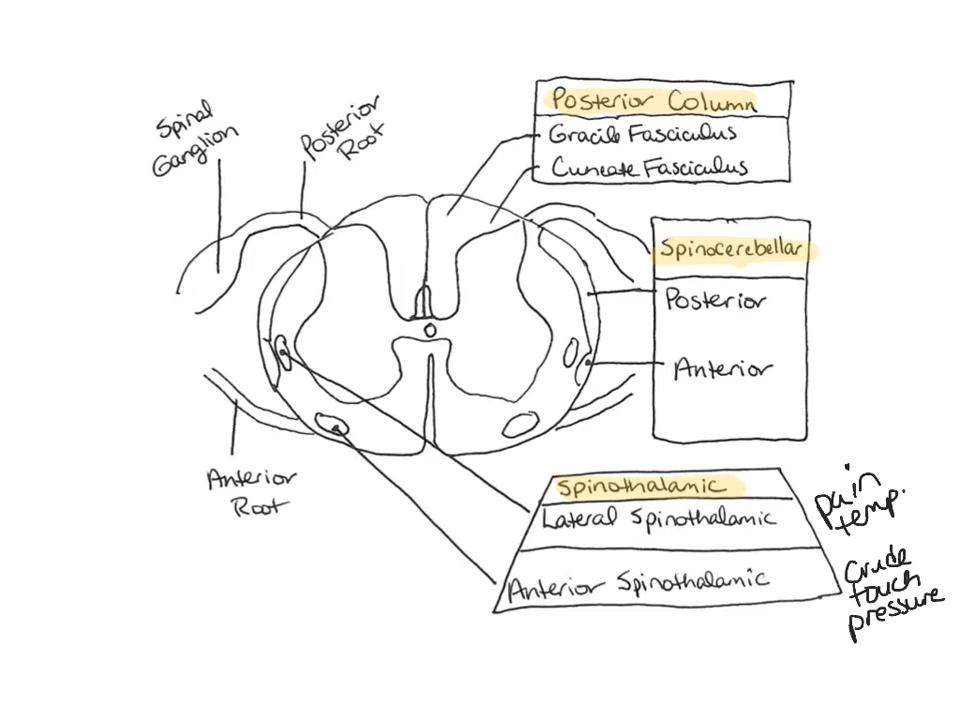 Spinal
Ganglion
Posterior
Root
Posterior Column
Gracile Fasciculus
Cuneate Fasciculus
Spinocerebellar
Posterior
Anterior
Anterior
Root
Spinothalamic
Lateral Spinothalamic
Anterior Spinothalamic
pain
temp.
Crude
touch
pressure